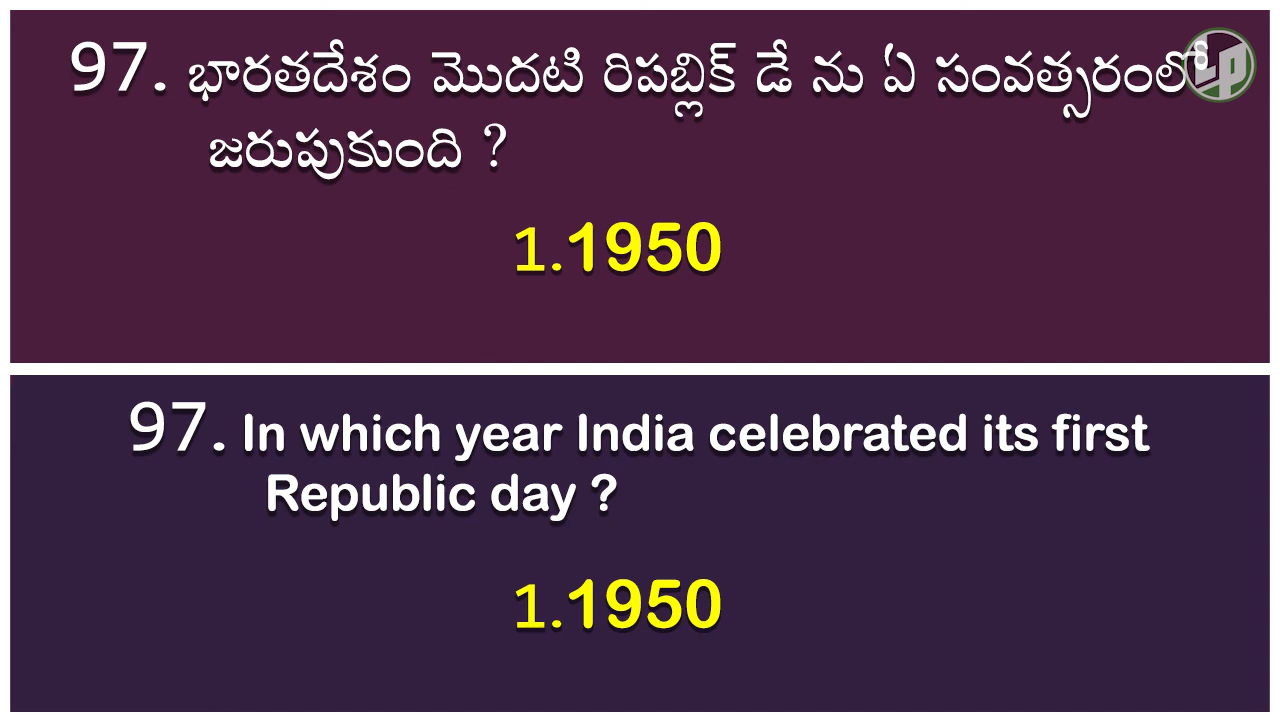 97. భారతదేశం మొదటి రిపబ్లిక్ డే ను ఏ సంవత్సరంలో
జరుపుకుంది ?
1.1950
97. In which year India celebrated its first
Republic day ?
1.1950
LP